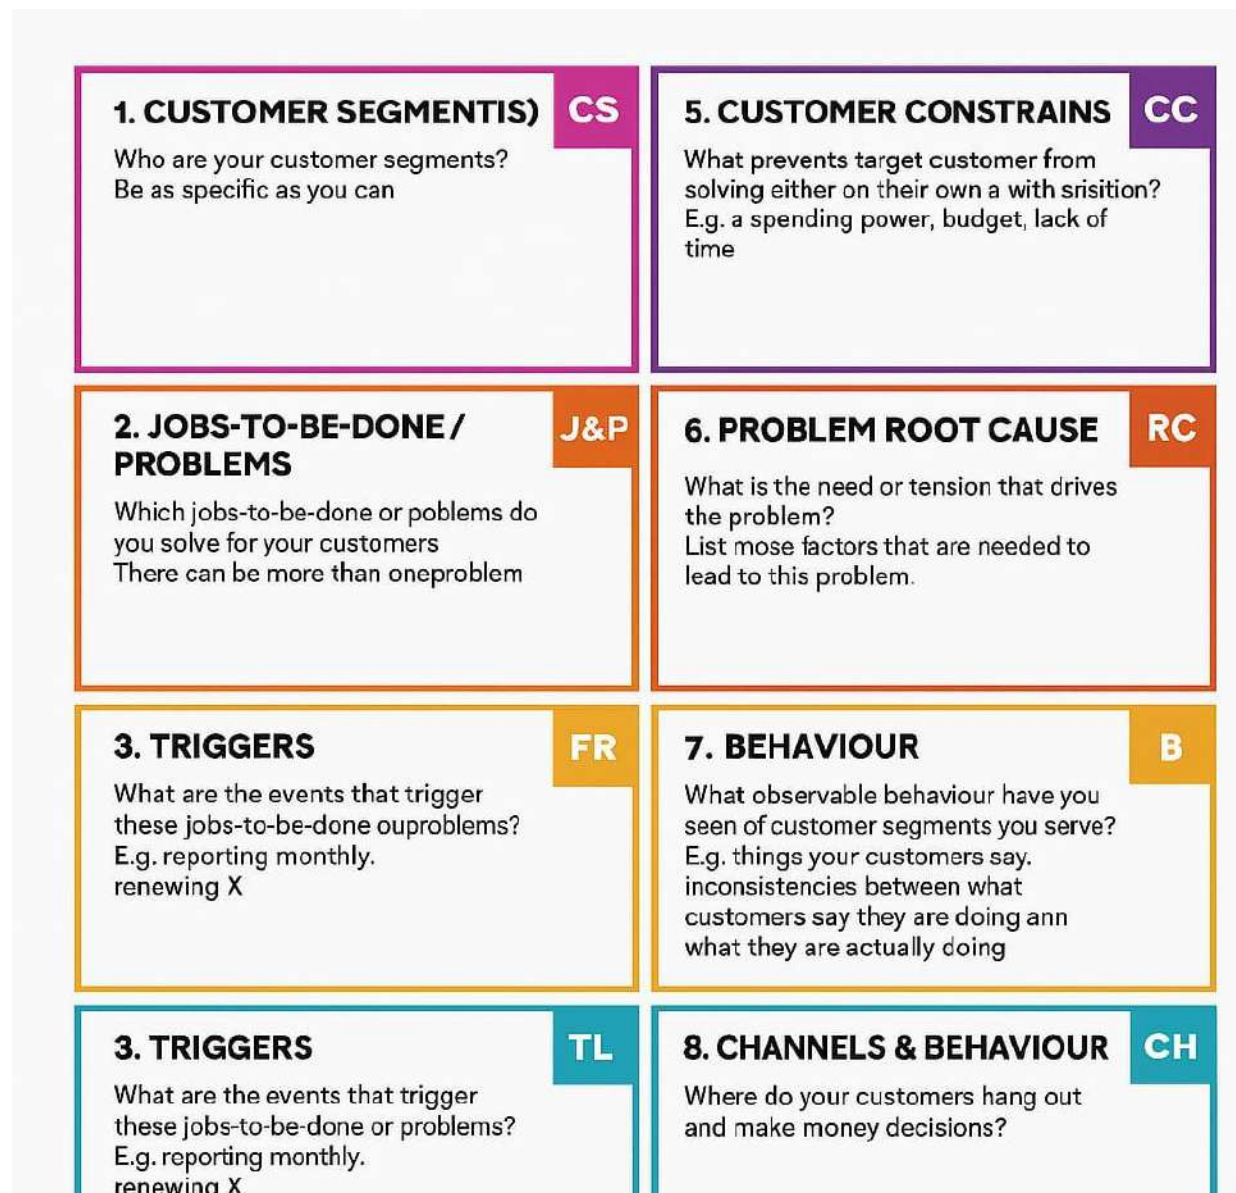 1. CUSTOMER SEGMENTIS)
CS
Who are your customer segments?
Be as specific as you can
5. CUSTOMER CONSTRAINS
CC
What prevents target customer from
solving either on their own a with srisition?
E.g. a spending power, budget, lack of
time
2. JOBS-TO-BE-DONE /
PROBLEMS
J&P
Which jobs-to-be-done or poblems do
you solve for your customers
There can be more than oneproblem
6. PROBLEM ROOT CAUSE
RC
What is the need or tension that drives
the problem?
List mose factors that are needed to
lead to this problem.
3. TRIGGERS
FR
What are the events that trigger
these jobs-to-be-done ouproblems?
E.g. reporting monthly.
renewing X
7. BEHAVIOUR
B
What observable behaviour have you
seen of customer segments you serve?
E.g. things your customers say.
inconsistencies between what
customers say they are doing ann
what they are actually doing
3. TRIGGERS
TL
What are the events that trigger
these jobs-to-be-done or problems?
E.g. reporting monthly.
renewing X
8. CHANNELS & BEHAVIOUR
CH
Where do your customers hang out
and make money decisions?